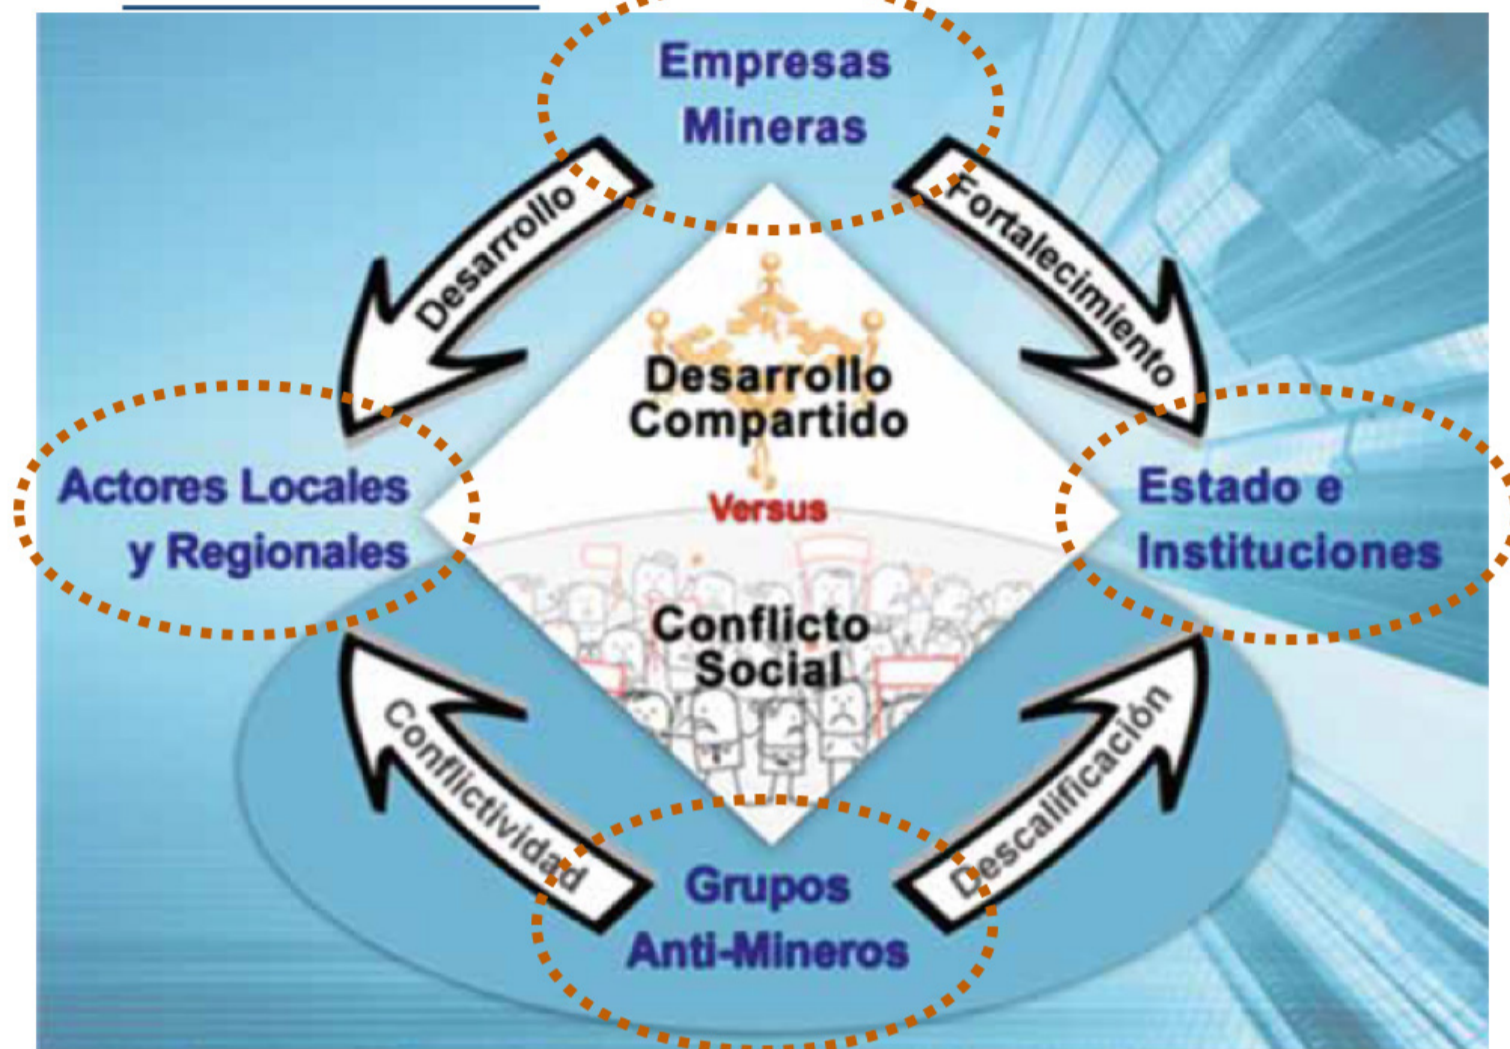 Empresas
Mineras
Desarrollo
Fortalecimiento
Desarrollo
Compartido
Actores Locales
y Regionales
Versus
Estado e
Instituciones
Conflicto
Social
Conflictividad
Descalificación
Grupos
Anti-Mineros